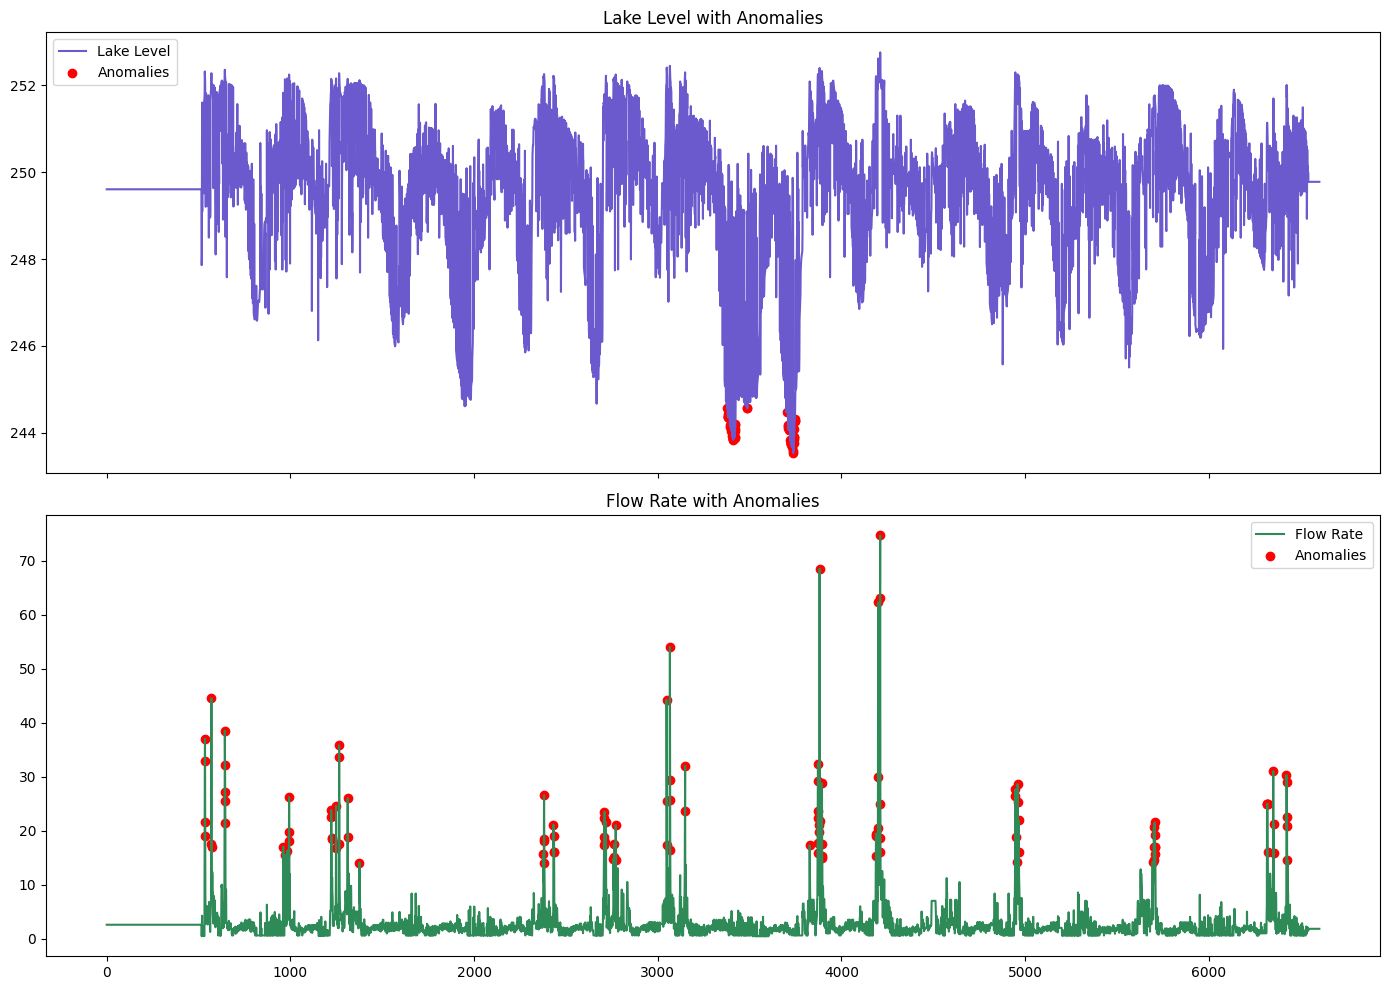 Lake Level with Anomalies
Lake Level
Anomalies
252
250
248
246
244
Flow Rate with Anomalies
Flow Rate
Anomalies
70
60
50
40
30
20
10
0
0 1000 2000 3000 4000 5000 6000